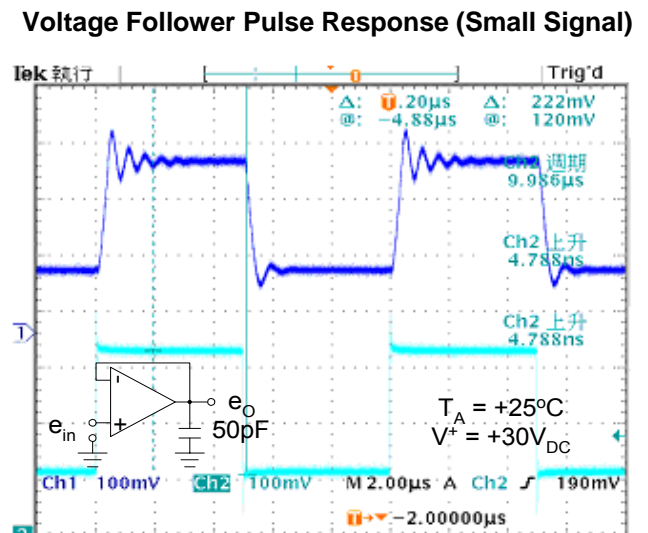 Voltage Follower Pulse Response (Small Signal)
Tek 執行 Trig'd
Δ: .20µs Δ: 222mV
@: −4.88µs @: 120mV
Ch2 週期
9.986µs
Ch2 上升
4.788ns
Ch2 上升
4.788ns
1
-
+
e_in
e_O
50pF
T_A = +25°C
V⁺ = +30V_DC
Ch1 100mV Ch2 100mV M 2.00µs A Ch2 190mV
T→▼ −2.00000µs
2